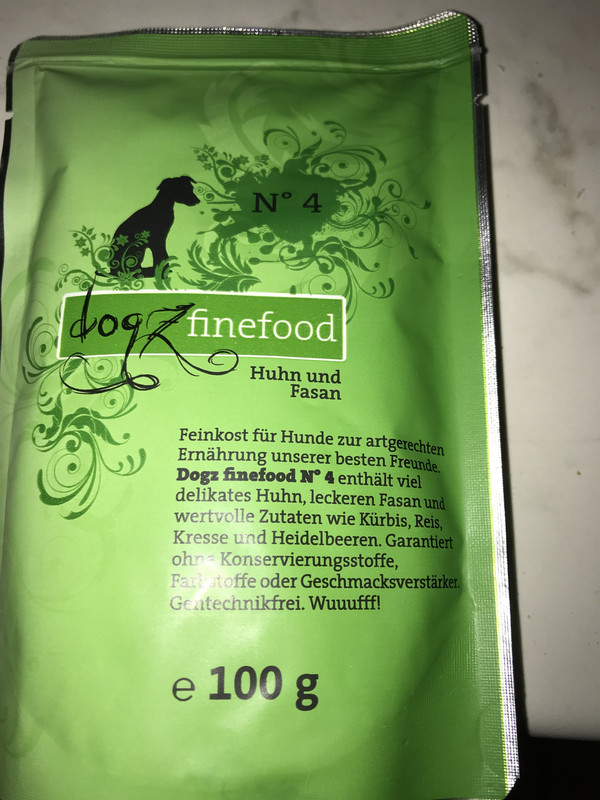 N° 4
dogz finefood
Huhn und
Fasan
Feinkost für Hunde zur artgerechten
Ernährung unserer besten Freunde.
Dogz finefood N° 4 enthält viel
delikates Huhn, leckeren Fasan und
wertvolle Zutaten wie Kürbis, Reis,
Kresse und Heidelbeeren. Garantiert
ohne Konservierungsstoffe,
Farbstoffe oder Geschmacksverstärker.
Gentechnikfrei. Wuuufff!
e 100 g